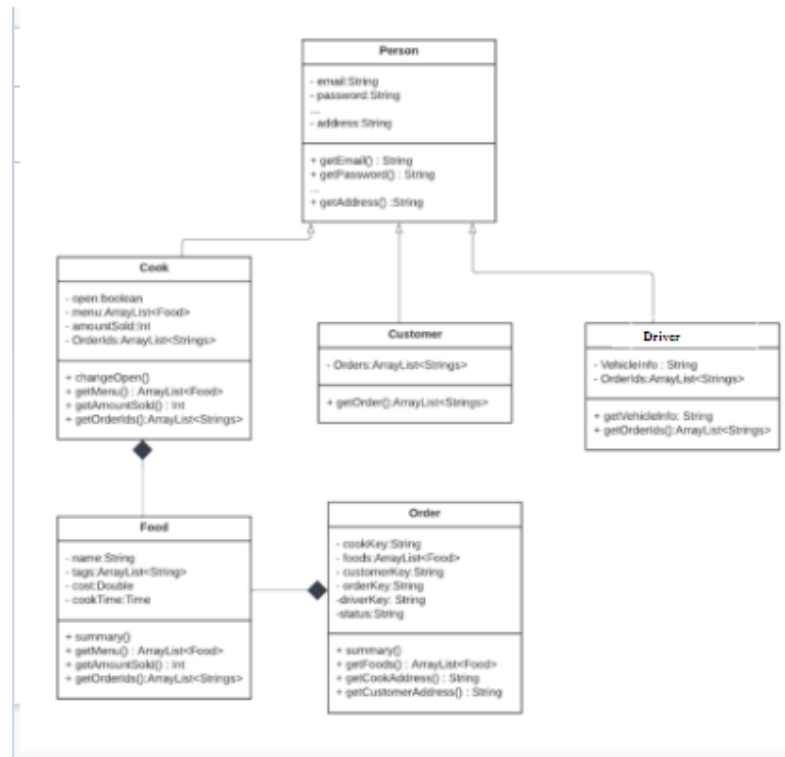 Person
- email:String
- password:String
...
- address:String
+ getEmail() : String
+ getPassword() : String
...
+ getAddress() :String
Cook
- open:boolean
- menu:ArrayList<Food>
- amountSold:Int
- OrderIds:ArrayList<Strings>
+ changeOpen()
+ getMenu() : ArrayList<Food>
+ getAmountSold() : Int
+ getOrderIds():ArrayList<Strings>
Customer
- Orders:ArrayList<Strings>
+ getOrder():ArrayList<Strings>
Driver
- VehicleInfo : String
- OrderIds:ArrayList<Strings>
+ getVehicleInfo: String
+ getOrderIds():ArrayList<Strings>
Food
- name:String
- tags:ArrayList<String>
- cost:Double
- cookTime:Time
+ summary()
+ getMenu() : ArrayList<Food>
+ getAmountSold() : Int
+ getOrderIds():ArrayList<Strings>
Order
- cookKey:String
- foods:ArrayList<Food>
- customerKey:String
- orderKey:String
-driverKey: String
-status:String
+ summary()
+ getFoods() : ArrayList<Food>
+ getCookAddress() : String
+ getCustomerAddress() : String